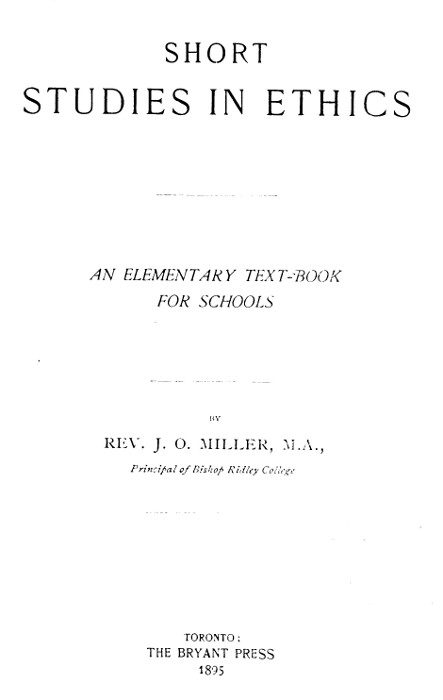 SHORT
STUDIES IN ETHICS
AN ELEMENTARY TEXT-BOOK
FOR SCHOOLS
BY
REV. J. O. MILLER, M.A.,
Principal of Bishop Ridley College
TORONTO:
THE BRYANT PRESS
1895